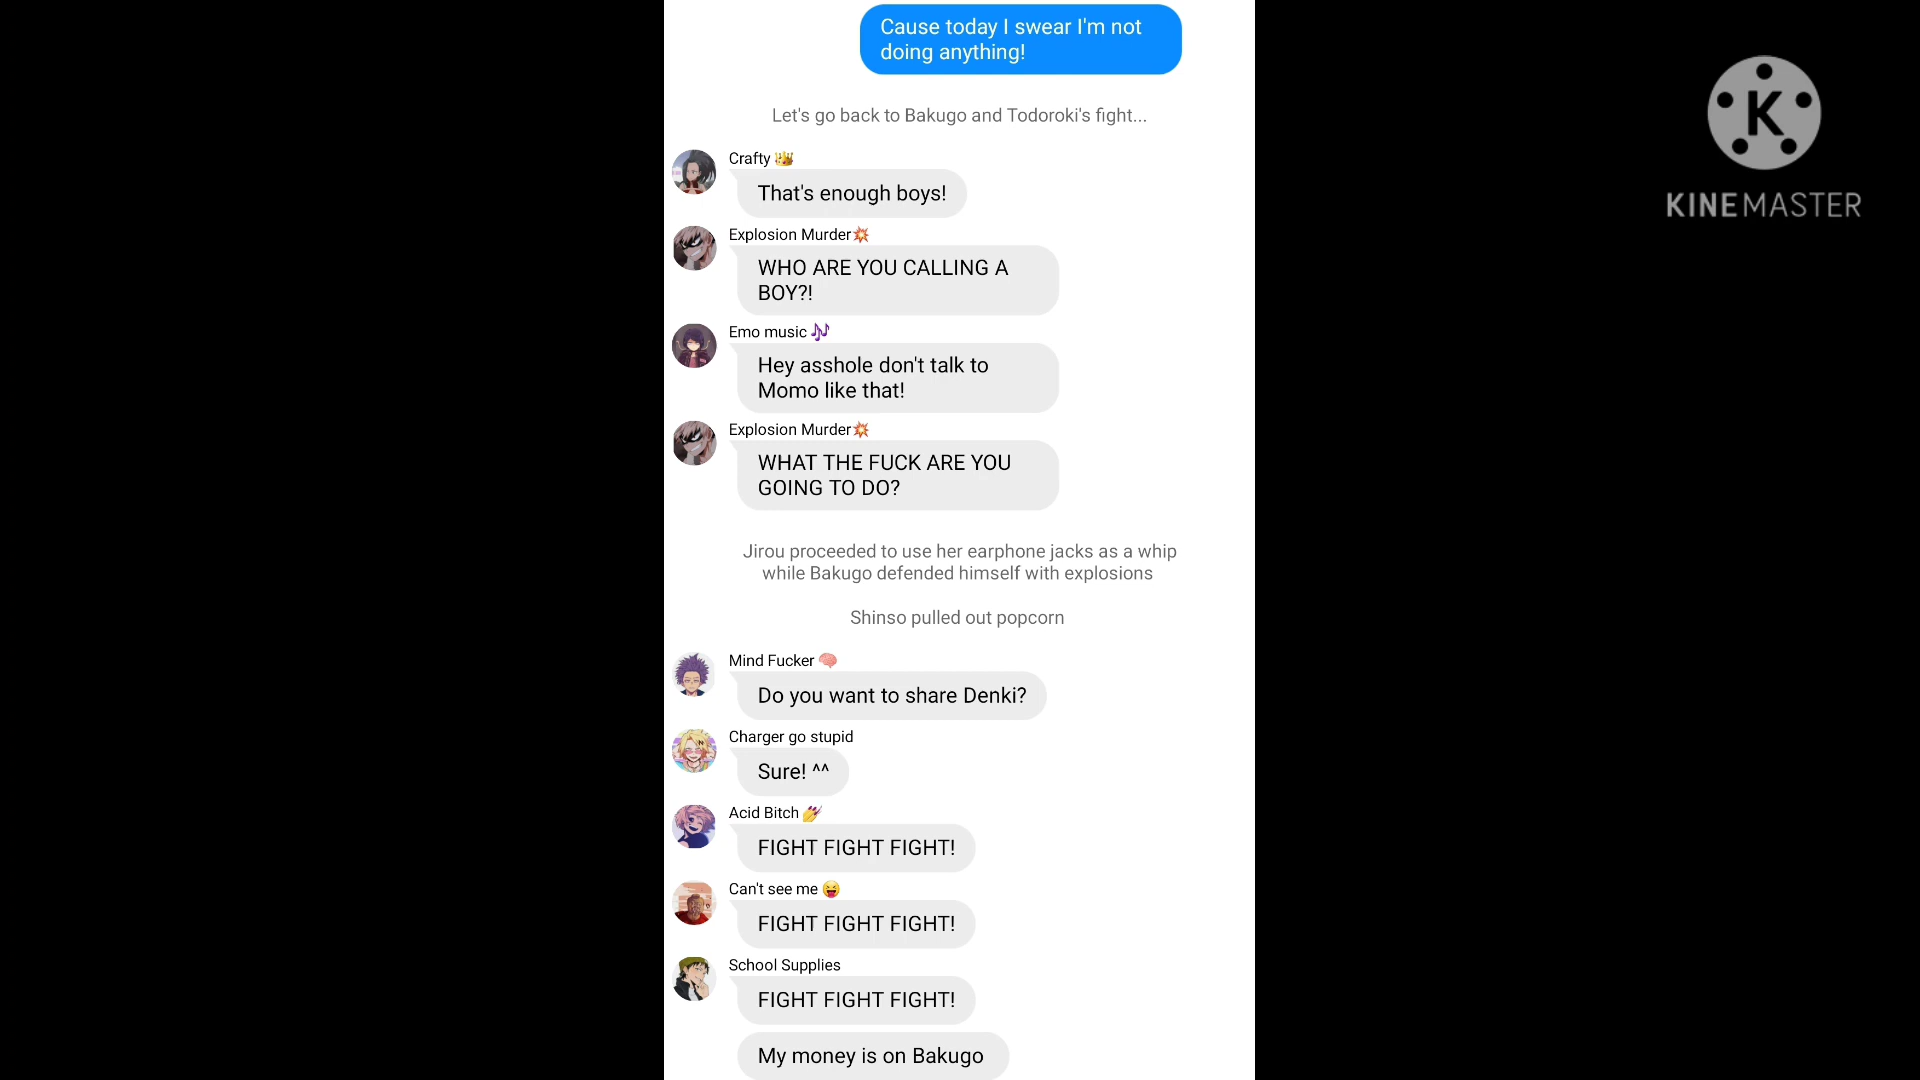 Cause today I swear I'm not
doing anything!
Let's go back to Bakugo and Todoroki's fight...
Crafty 👑
That's enough boys!
Explosion Murder💥
WHO ARE YOU CALLING A
BOY?!
Emo music 🎶
Hey asshole don't talk to
Momo like that!
Explosion Murder💥
WHAT THE FUCK ARE YOU
GOING TO DO?
Jirou proceeded to use her earphone jacks as a whip
while Bakugo defended himself with explosions
Shinso pulled out popcorn
Mind Fucker 🧠
Do you want to share Denki?
Charger go stupid
Sure! ^^
Acid Bitch 💅
FIGHT FIGHT FIGHT!
Can't see me 😝
FIGHT FIGHT FIGHT!
School Supplies
FIGHT FIGHT FIGHT!
My money is on Bakugo
K
KINEMASTER